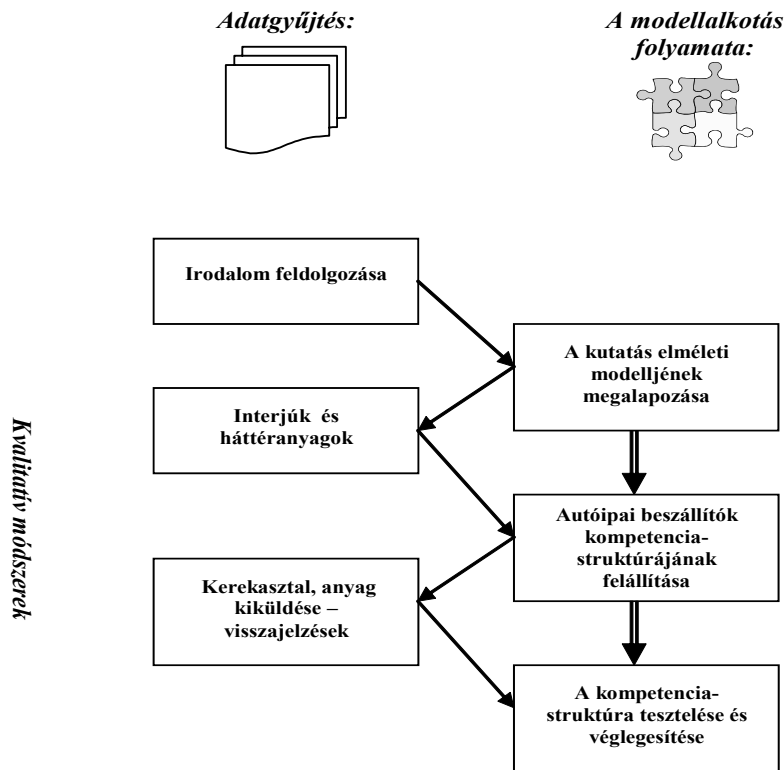 Adatgyűjtés:
A modellalkotás
folyamata:
Irodalom feldolgozása
A kutatás elméleti
modelljének
megalapozása
Interjúk és
háttéranyagok
Kvalitatív módszerek
Autóipai beszállítók
kompetencia-
struktúrájának
felállítása
Kerekasztal, anyag
kiküldése –
visszajelzések
A kompetencia-
struktúra tesztelése és
véglegesítése